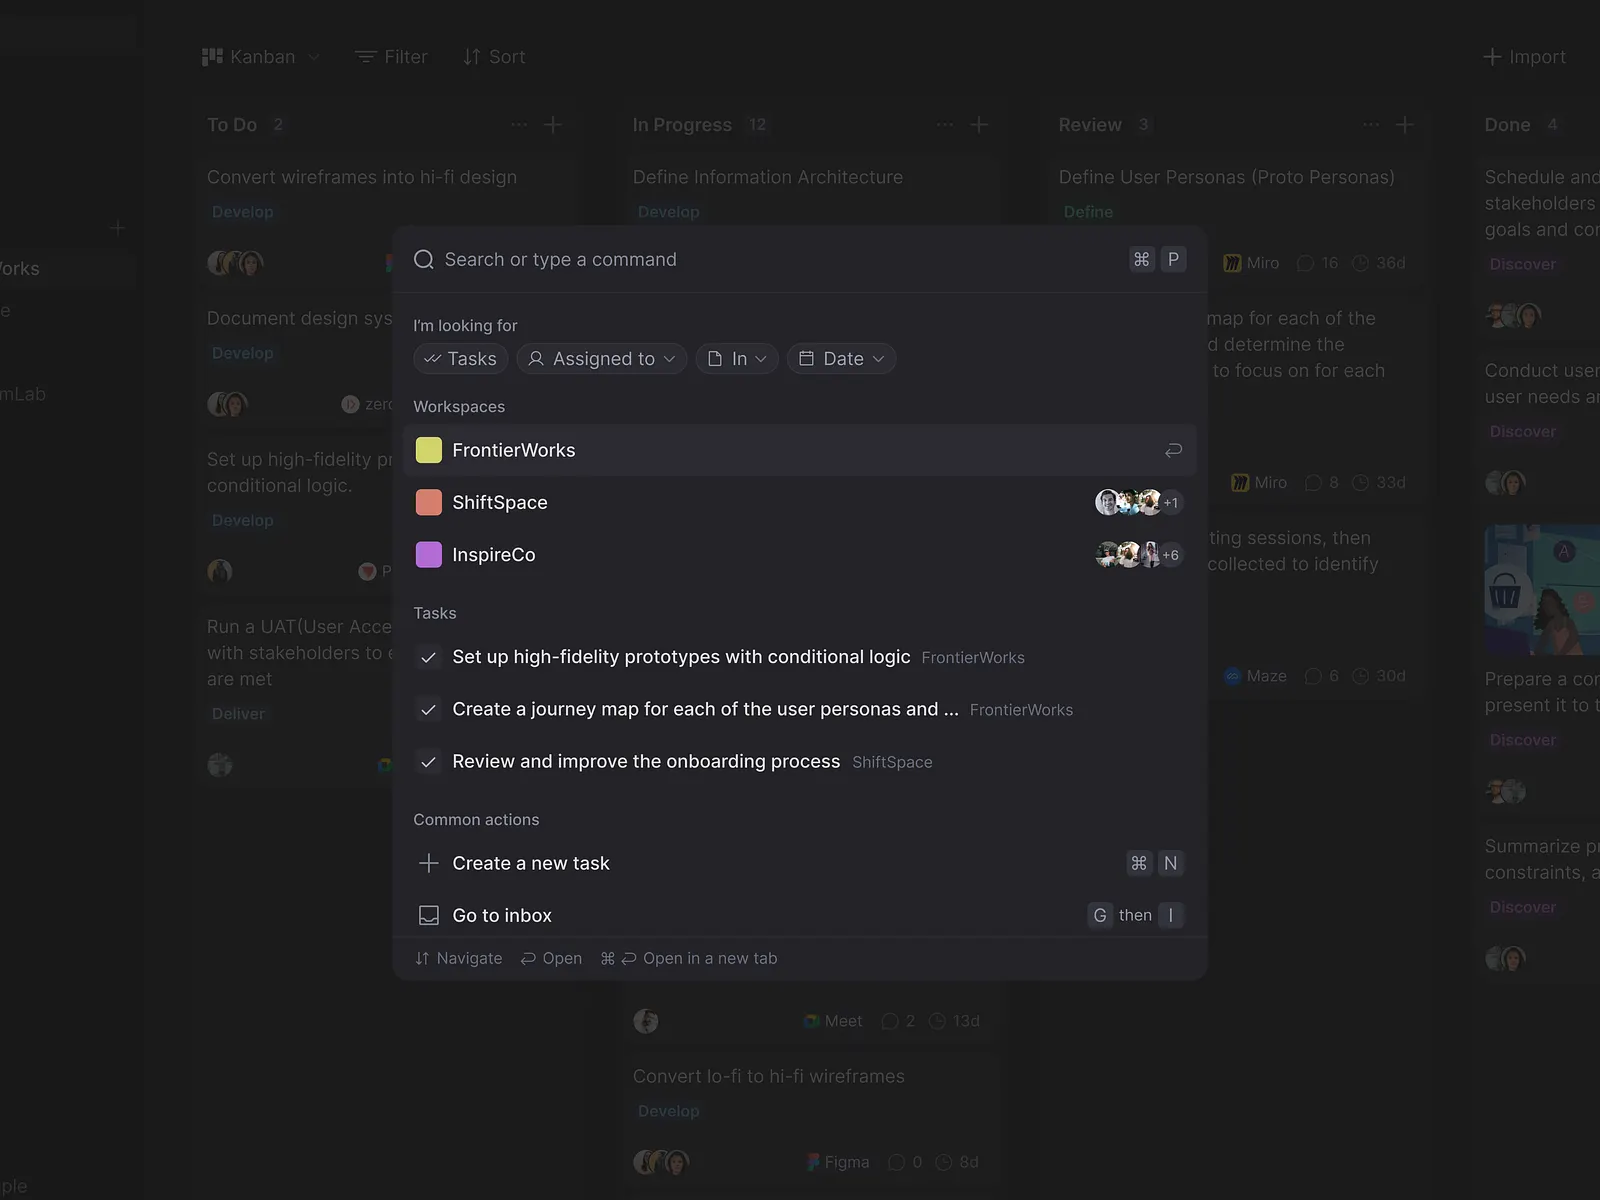 Kanban
Filter
Sort
Import
To Do 2
In Progress 12
Review 3
Done 4
Convert wireframes into hi-fi design
Develop
Define Information Architecture
Develop
Define User Personas (Proto Personas)
Define
Miro 16 36d
Schedule and
stakeholders
goals and con
Discover
orks
e
mLab
ple
Document design sys
Develop
zero
Set up high-fidelity pr
conditional logic.
Develop
P
Run a UAT(User Acce
with stakeholders to e
are met
Deliver
Search or type a command
⌘ P
I'm looking for
Tasks
Assigned to
In
Date
Workspaces
FrontierWorks
ShiftSpace
+1
InspireCo
+6
Tasks
Set up high-fidelity prototypes with conditional logic FrontierWorks
Create a journey map for each of the user personas and ... FrontierWorks
Review and improve the onboarding process ShiftSpace
Common actions
Create a new task
⌘ N
Go to inbox
G then I
Navigate
Open
⌘ Open in a new tab
map for each of the
d determine the
to focus on for each
Miro 8 33d
ting sessions, then
collected to identify
Maze 6 30d
Conduct user
user needs a
Discover
A
Prepare a co
present it to t
Discover
Summarize p
constraints, a
Discover
Meet 2 13d
Convert lo-fi to hi-fi wireframes
Develop
Figma 0 8d